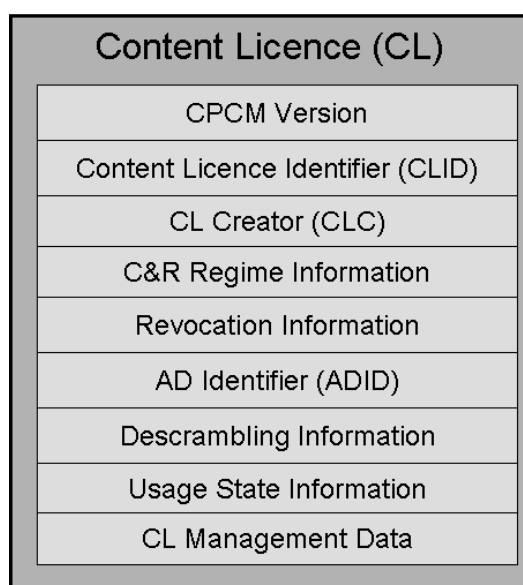 Content Licence (CL)
CPCM Version
Content Licence Identifier (CLID)
CL Creator (CLC)
C&R Regime Information
Revocation Information
AD Identifier (ADID)
Descrambling Information
Usage State Information
CL Management Data